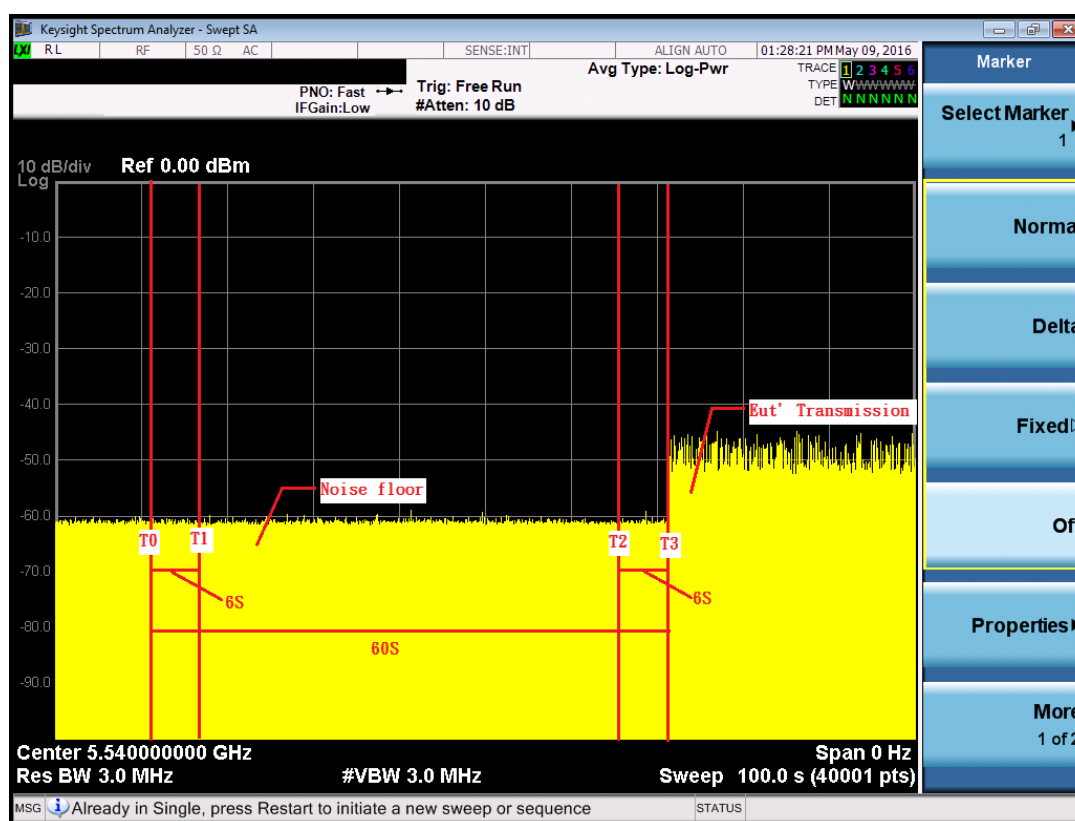 Keysight Spectrum Analyzer - Swept SA
LXI RL RF 50 Ω AC SENSE:INT ALIGN AUTO 01:28:21 PM May 09, 2016
Avg Type: Log-Pwr
TRACE 1 2 3 4 5 6
TYPE WWWWWW
DET N N N N N N
PNO: Fast
IFGain:Low
Trig: Free Run
#Atten: 10 dB
10 dB/div
Log
Ref 0.00 dBm
-10.0
-20.0
-30.0
-40.0
-50.0
-60.0
-70.0
-80.0
-90.0
Eut' Transmission
Noise floor
T0
T1
T2
T3
6S
6S
60S
Center 5.540000000 GHz
Span 0 Hz
Res BW 3.0 MHz
#VBW 3.0 MHz
Sweep 100.0 s (40001 pts)
MSG Already in Single, press Restart to initiate a new sweep or sequence STATUS
Marker
Select Marker
1
Norma
Delta
Fixed
Of
Properties
More
1 of 2